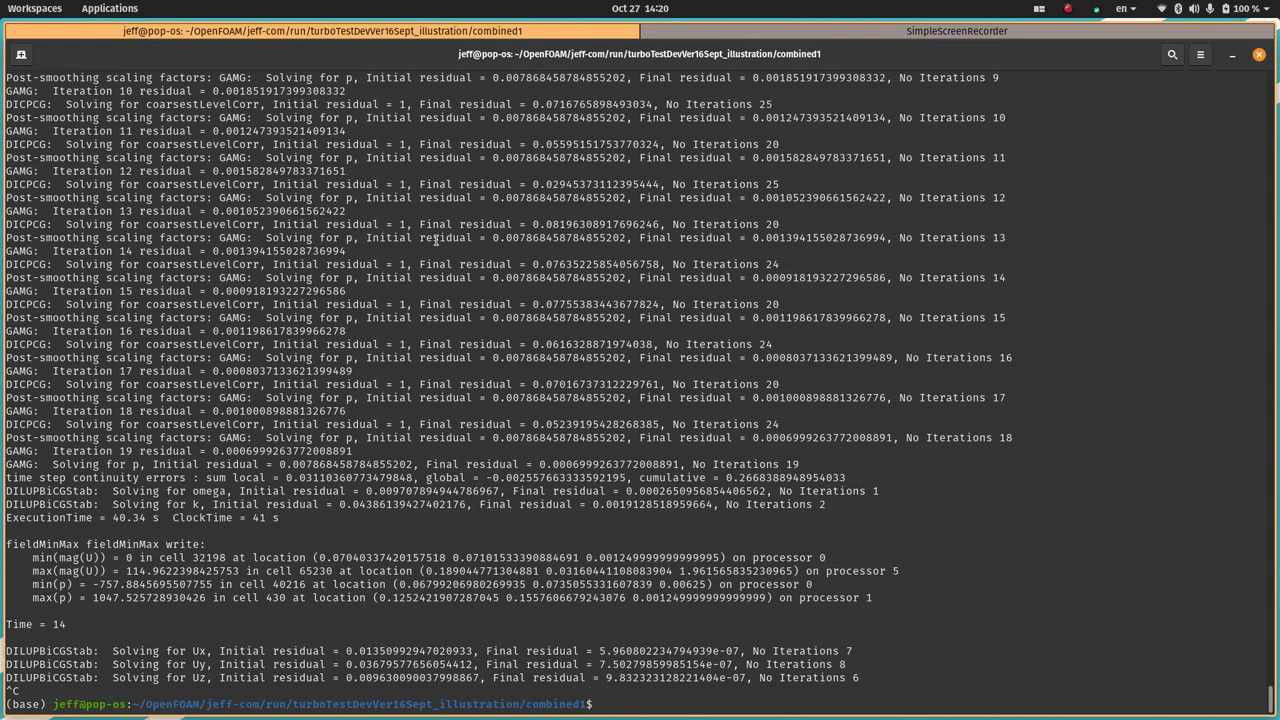 Workspaces Applications Oct 27 14:20 en 100 %
jeff@pop-os: ~/OpenFOAM/jeff-com/run/turboTestDevVer16Sept_illustration/combined1 SimpleScreenRecorder
jeff@pop-os: ~/OpenFOAM/jeff-com/run/turboTestDevVer16Sept_illustration/combined1
Post-smoothing scaling factors: GAMG:  Solving for p, Initial residual = 0.007868458784855202, Final residual = 0.001851917399308332, No Iterations 9
GAMG:  Iteration 10 residual = 0.001851917399308332
DICPCG:  Solving for coarsestLevelCorr, Initial residual = 1, Final residual = 0.0716765898493034, No Iterations 25
Post-smoothing scaling factors: GAMG:  Solving for p, Initial residual = 0.007868458784855202, Final residual = 0.001247393521409134, No Iterations 10
GAMG:  Iteration 11 residual = 0.001247393521409134
DICPCG:  Solving for coarsestLevelCorr, Initial residual = 1, Final residual = 0.05595151753770324, No Iterations 20
Post-smoothing scaling factors: GAMG:  Solving for p, Initial residual = 0.007868458784855202, Final residual = 0.001582849783371651, No Iterations 11
GAMG:  Iteration 12 residual = 0.001582849783371651
DICPCG:  Solving for coarsestLevelCorr, Initial residual = 1, Final residual = 0.02945373112395444, No Iterations 25
Post-smoothing scaling factors: GAMG:  Solving for p, Initial residual = 0.007868458784855202, Final residual = 0.001052390661562422, No Iterations 12
GAMG:  Iteration 13 residual = 0.001052390661562422
DICPCG:  Solving for coarsestLevelCorr, Initial residual = 1, Final residual = 0.08196308917696246, No Iterations 20
Post-smoothing scaling factors: GAMG:  Solving for p, Initial residual = 0.007868458784855202, Final residual = 0.001394155028736994, No Iterations 13
GAMG:  Iteration 14 residual = 0.001394155028736994
DICPCG:  Solving for coarsestLevelCorr, Initial residual = 1, Final residual = 0.07635225854056758, No Iterations 24
Post-smoothing scaling factors: GAMG:  Solving for p, Initial residual = 0.007868458784855202, Final residual = 0.000918193227296586, No Iterations 14
GAMG:  Iteration 15 residual = 0.000918193227296586
DICPCG:  Solving for coarsestLevelCorr, Initial residual = 1, Final residual = 0.07755383443677824, No Iterations 20
Post-smoothing scaling factors: GAMG:  Solving for p, Initial residual = 0.007868458784855202, Final residual = 0.001198617839966278, No Iterations 15
GAMG:  Iteration 16 residual = 0.001198617839966278
DICPCG:  Solving for coarsestLevelCorr, Initial residual = 1, Final residual = 0.0616328871974038, No Iterations 24
Post-smoothing scaling factors: GAMG:  Solving for p, Initial residual = 0.007868458784855202, Final residual = 0.0008037133621399489, No Iterations 16
GAMG:  Iteration 17 residual = 0.0008037133621399489
DICPCG:  Solving for coarsestLevelCorr, Initial residual = 1, Final residual = 0.07016737312229761, No Iterations 20
Post-smoothing scaling factors: GAMG:  Solving for p, Initial residual = 0.007868458784855202, Final residual = 0.001000898881326776, No Iterations 17
GAMG:  Iteration 18 residual = 0.001000898881326776
DICPCG:  Solving for coarsestLevelCorr, Initial residual = 1, Final residual = 0.05239195428268385, No Iterations 24
Post-smoothing scaling factors: GAMG:  Solving for p, Initial residual = 0.007868458784855202, Final residual = 0.0006999263772008891, No Iterations 18
GAMG:  Iteration 19 residual = 0.0006999263772008891
GAMG:  Solving for p, Initial residual = 0.007868458784855202, Final residual = 0.0006999263772008891, No Iterations 19
time step continuity errors : sum local = 0.03110360773479848, global = -0.002557663333592195, cumulative = 0.2668388948954033
DILUPBiCGStab:  Solving for omega, Initial residual = 0.009707894944786967, Final residual = 0.0002650956854406562, No Iterations 1
DILUPBiCGStab:  Solving for k, Initial residual = 0.04386139427402176, Final residual = 0.0019128518959664, No Iterations 2
ExecutionTime = 40.34 s  ClockTime = 41 s
fieldMinMax fieldMinMax write:
min(mag(U)) = 0 in cell 32198 at location (0.07040337420157518 0.07101533390884691 0.001249999999999995) on processor 0
max(mag(U)) = 114.9622398425753 in cell 65230 at location (0.189044771304881 0.03160441108083904 1.961565835230965) on processor 5
min(p) = -757.8845695507755 in cell 40216 at location (0.06799206980269935 0.0735055331607839 0.00625) on processor 0
max(p) = 1047.525728930426 in cell 430 at location (0.1252421907287045 0.1557606679243076 0.001249999999999999) on processor 1
Time = 14
DILUPBiCGStab:  Solving for Ux, Initial residual = 0.01350992947020933, Final residual = 5.960802234794939e-07, No Iterations 7
DILUPBiCGStab:  Solving for Uy, Initial residual = 0.03679577656054412, Final residual = 7.50279859985154e-07, No Iterations 8
DILUPBiCGStab:  Solving for Uz, Initial residual = 0.009630090037998867, Final residual = 9.832323128221404e-07, No Iterations 6
^C
(base) jeff@pop-os:~/OpenFOAM/jeff-com/run/turboTestDevVer16Sept_illustration/combined1$